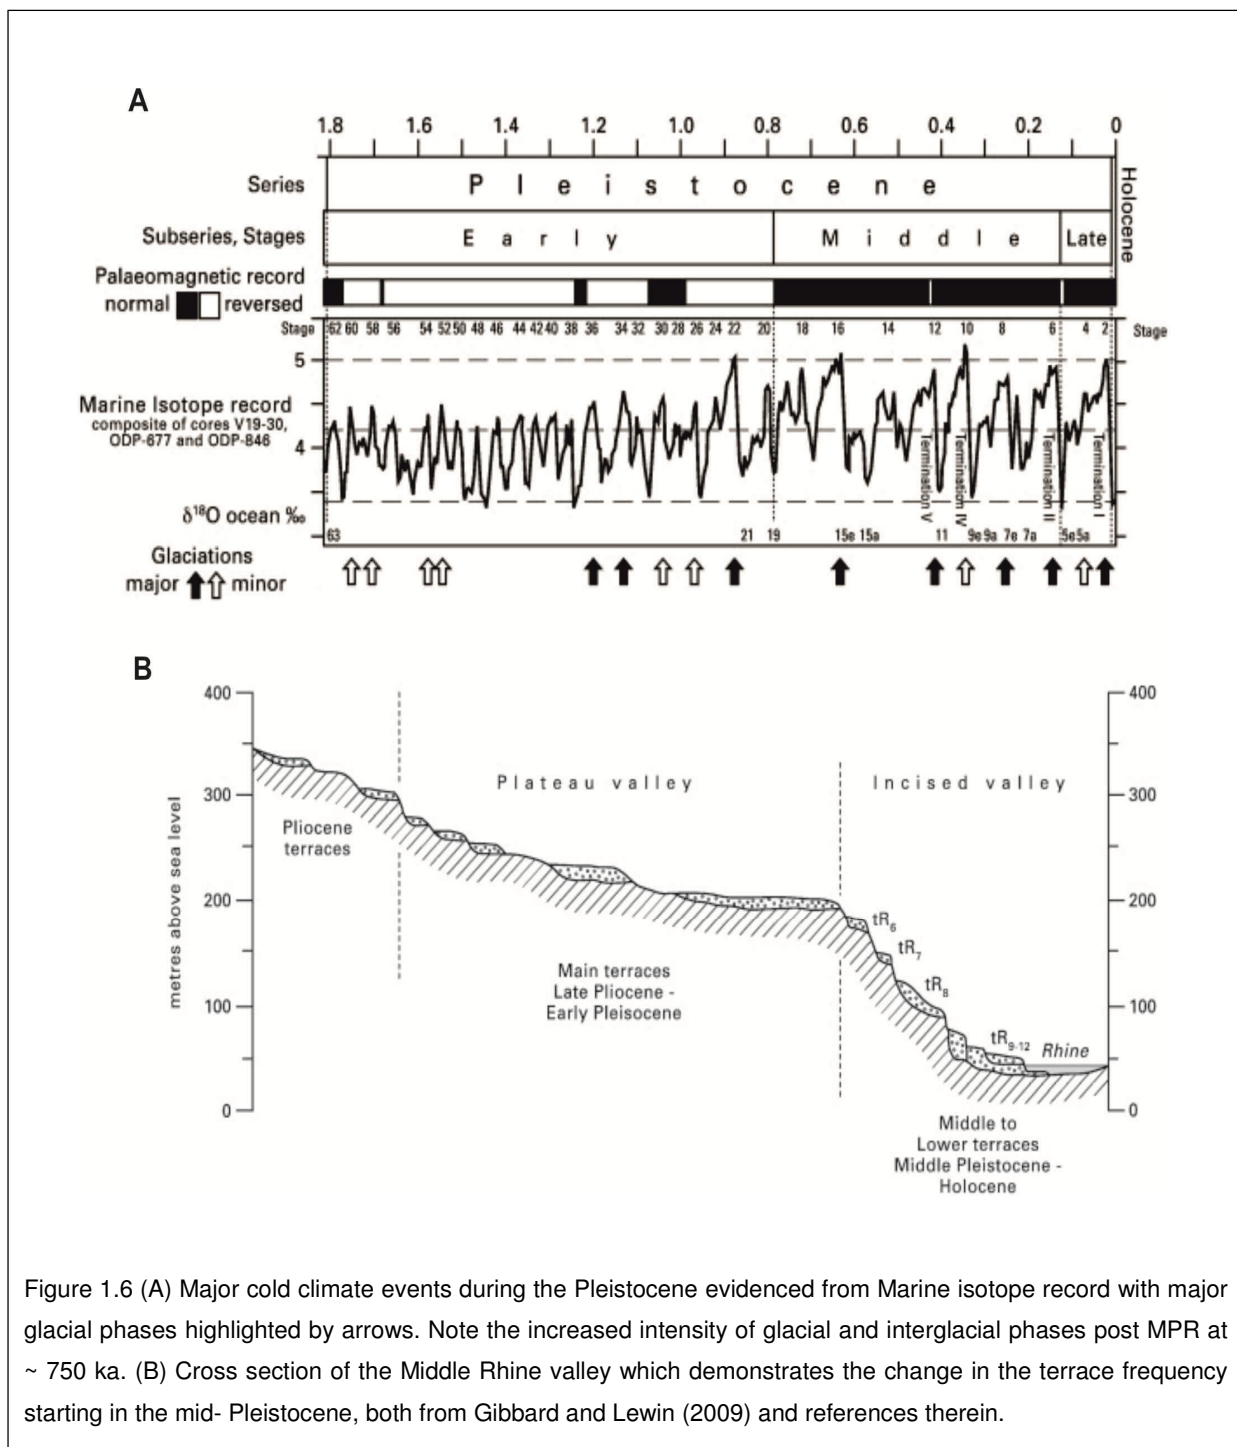 A
1.8 1.6 1.4 1.2 1.0 0.8 0.6 0.4 0.2 0
Series
Pleistocene
Holocene
Subseries, Stages
Early
Middle
Late
Palaeomagnetic record
normal reversed
Stage 62 60 58 56 54 52 50 48 46 44 42 40 38 36 34 32 30 28 26 24 22 20 18 16 14 12 10 8 6 4 2 Stage
5
Marine Isotope record
composite of cores V19-30,
ODP-677 and ODP-846
4
Termination V
Termination IV
Termination II
Termination I
δ18O ocean ‰
63 21 19 15e 15a 11 9e 9a 7e 7a 5e 5a
Glaciations
major minor
B
400 400
Plateau valley
Incised valley
300 300
Pliocene
terraces
metres above sea level
200 200
tR6
tR7
Main terraces
Late Pliocene -
Early Pleisocene
tR8
100 100
tR9-12
Rhine
0 0
Middle to
Lower terraces
Middle Pleistocene -
Holocene
Figure 1.6 (A) Major cold climate events during the Pleistocene evidenced from Marine isotope record with major
glacial phases highlighted by arrows. Note the increased intensity of glacial and interglacial phases post MPR at
~ 750 ka. (B) Cross section of the Middle Rhine valley which demonstrates the change in the terrace frequency
starting in the mid- Pleistocene, both from Gibbard and Lewin (2009) and references therein.